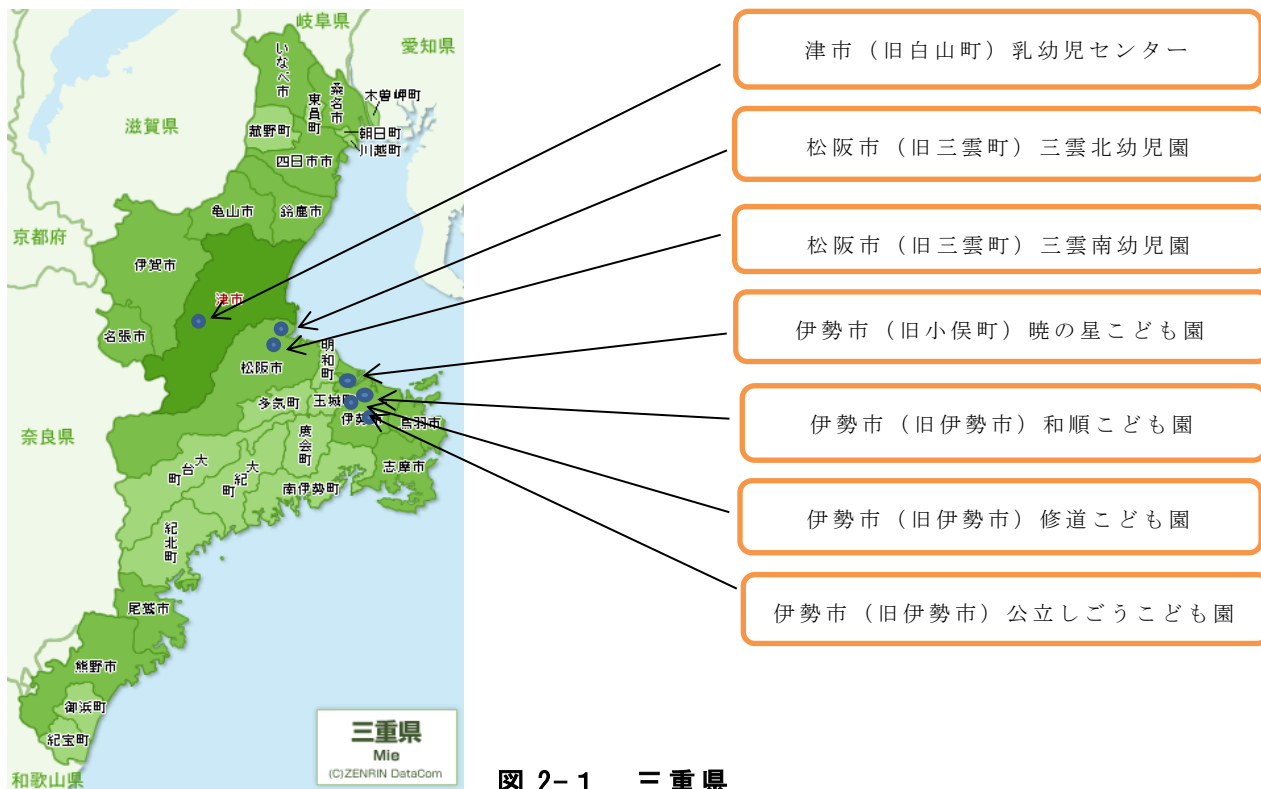 岐阜県
愛知県
滋賀県
京都府
奈良県
和歌山県
いなべ市
東員町
桑名市
木曽岬町
朝日町
川越町
菰野町
四日市市
亀山市
鈴鹿市
伊賀市
津市
名張市
松阪市
明和町
多気町
玉城町
伊勢市
鳥羽市
度会町
志摩市
南伊勢町
大台町
大紀町
紀北町
尾鷲市
熊野市
御浜町
紀宝町
三重県
Mie
(C)ZENRIN DataCom
津市（旧白山町）乳幼児センター
松阪市（旧三雲町）三雲北幼児園
松阪市（旧三雲町）三雲南幼児園
伊勢市（旧小俣町）暁の星こども園
伊勢市（旧伊勢市）和順こども園
伊勢市（旧伊勢市）修道こども園
伊勢市（旧伊勢市）公立しごうこども園
図 2-1　三重県